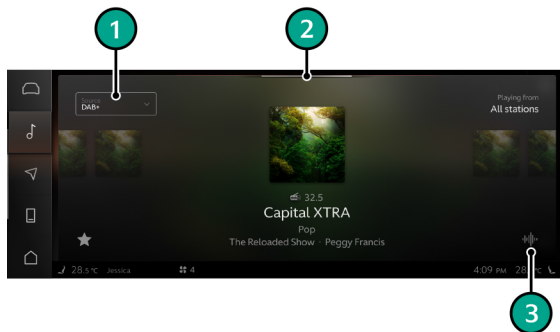 1
2
Source
DAB+
Playing from
All stations
32.5
Capital XTRA
Pop
The Reloaded Show · Peggy Francis
28.5 °C Jessica
4
4:09 PM
3